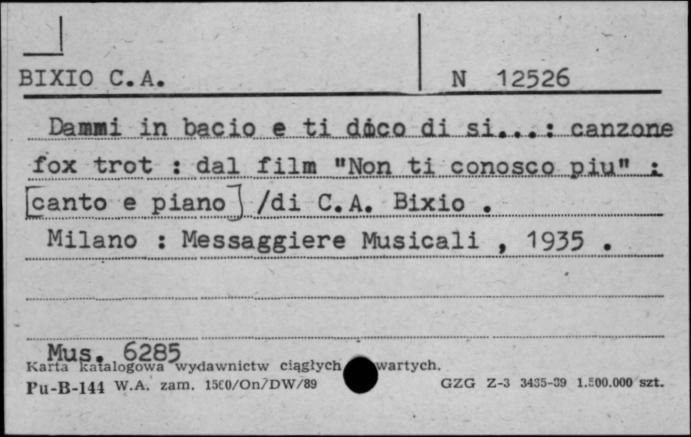 BIXIO C.A.
N 12526
Dammi in bacio e ti dico di si...: canzone
fox trot : dal film "Non ti conosco piu" :
[canto e piano] /di C.A. Bixio .
Milano : Messaggiere Musicali , 1935 .
Mus. 6285
Karta katalogowa wydawnictw ciągłych wartych.
Pu-B-144 W.A. zam. 1500/On/DW/89
GZG Z-3 3435-89 1.500.000 szt.